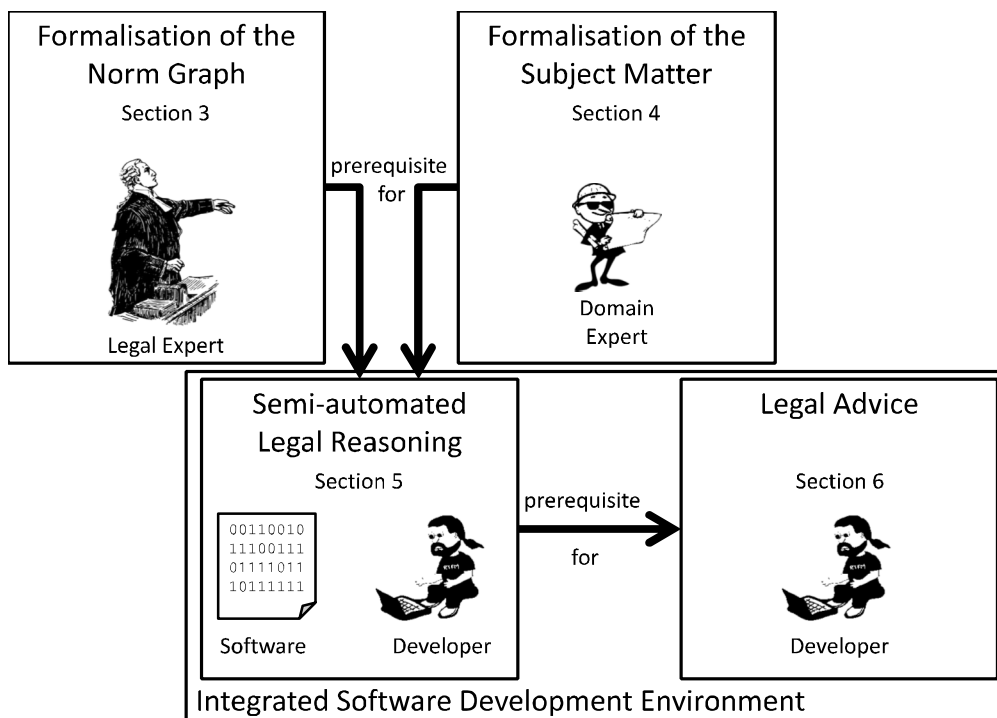 Formalisation of the
Norm Graph
Section 3
Legal Expert
prerequisite
for
Formalisation of the
Subject Matter
Section 4
Domain
Expert
Semi-automated
Legal Reasoning
Section 5
00110010
11100111
01111011
10111111
Software
Developer
prerequisite
for
Legal Advice
Section 6
Developer
Integrated Software Development Environment